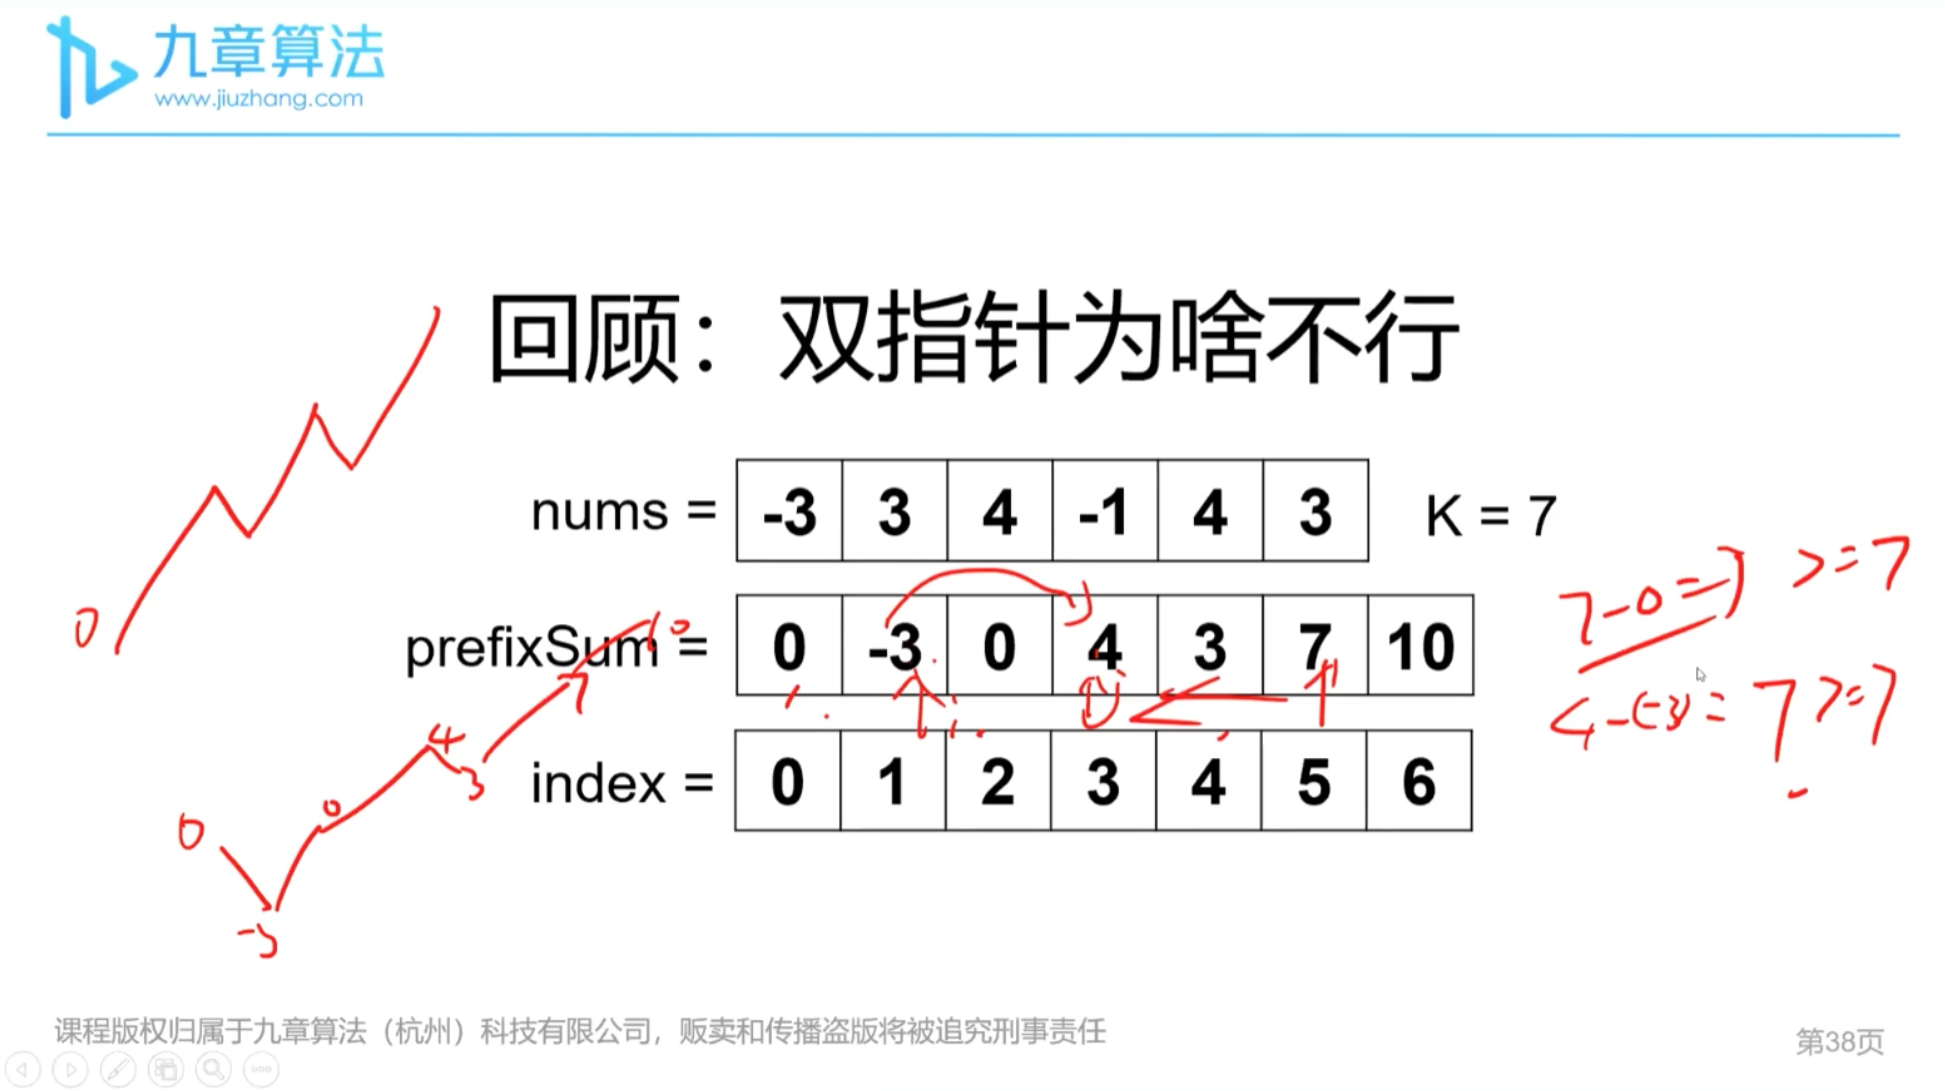 九章算法
www.jiuzhang.com
回顾：双指针为啥不行
nums = -3 3 4 -1 4 3 K = 7
7-0=7 >=7
prefixSum = 0 -3 0 4 3 7 10
4-(-3)= 7 >=7
index = 0 1 2 3 4 5 6
0
10
7
4
3
0
0
-3
课程版权归属于九章算法（杭州）科技有限公司，贩卖和传播盗版将被追究刑事责任
第38页